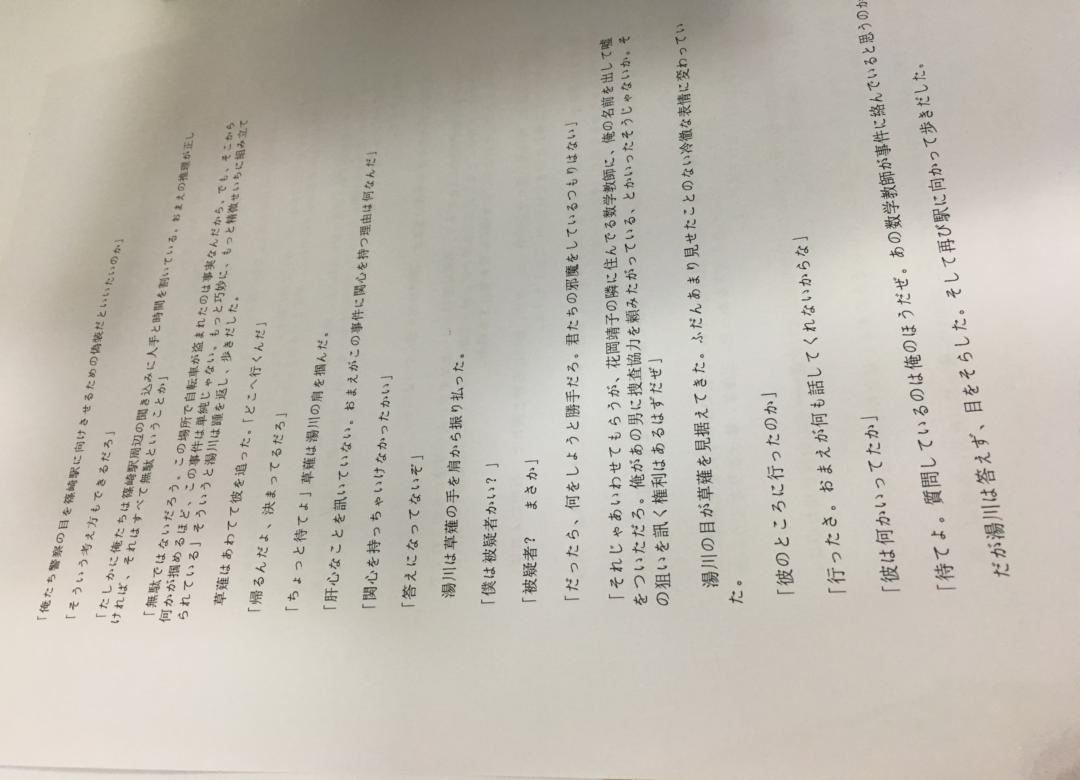 「俺たち警察の目を篠崎駅に向けさせるための偽装だといいたいのか」
「そういう考え方もできるだろ」
「たしかに俺たちは篠崎駅周辺の聞き込みに人手と時間を割いている。おまえの推理が正し
ければ、それはすべて無駄ということか」
「無駄ではないだろう。この場所で自転車が盗まれたのは事実なんだから、でも、そこから
何かが掴めるほど、この事件は単純じゃない。もっと巧妙に、もっと精微せいちに組み立て
られている」そういうと湯川は踵を返し、歩きだした。
草薙はあわてて彼を追った。「どこへ行くんだ」
「帰るんだよ、決まってるだろ」
「ちょっと待てよ」草薙は湯川の肩を掴んだ。
「肝心なことを訊いていない。おまえがこの事件に関心を持つ理由は何なんだ」
「関心を持っちゃいけなかったかい」
「答えになってないぞ」
湯川は草薙の手を肩から振り払った。
「僕は被疑者かい?」
「被疑者? まさか」
「だったら、何をしようと勝手だろ。君たちの邪魔をしているつもりはない」
「それじゃあいわせてもらうが、花岡靖子の隣に住んでる数学教師に、俺の名前を出して嘘
をついただろ。俺があの男に捜査協力を頼みたがっている、とかいったそうじゃないか。そ
の狙いを訊く権利はあるはずだぜ」
湯川の目が草薙を見据えてきた。ふだんあまり見せたことのない冷徹な表情に変わってい
た。
「彼のところに行ったのか」
「行ったさ。おまえが何も話してくれないからな」
「彼は何かいってたか」
「待てよ。質問しているのは俺のほうだぜ。あの数学教師が事件に絡んでいると思うのか
だが湯川は答えず、目をそらした。そして再び駅に向かって歩きだした。